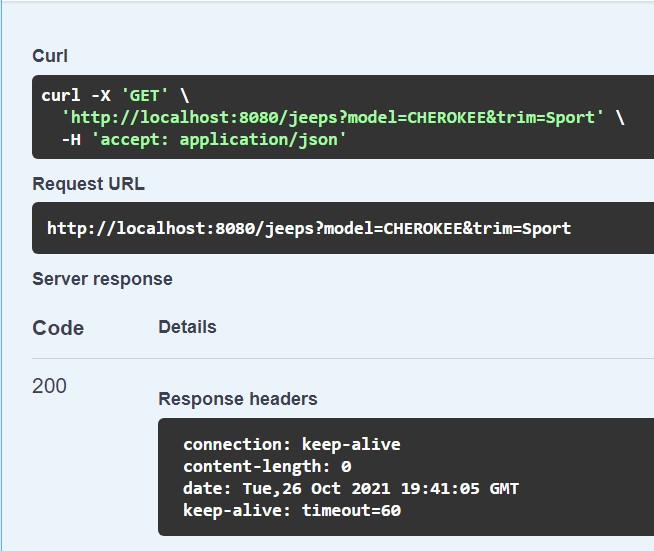 Curl
curl -X 'GET' \
'http://localhost:8080/jeeps?model=CHEROKEE&trim=Sport' \
-H 'accept: application/json'
Request URL
http://localhost:8080/jeeps?model=CHEROKEE&trim=Sport
Server response
Code Details
200
Response headers
connection: keep-alive
content-length: 0
date: Tue,26 Oct 2021 19:41:05 GMT
keep-alive: timeout=60